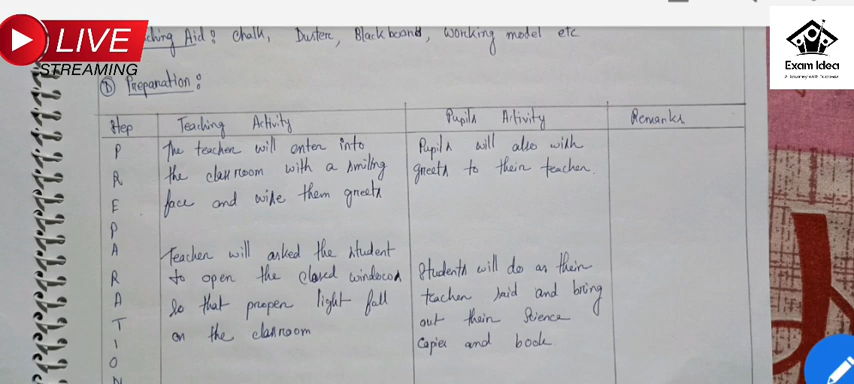 LIVE
STREAMING
ching Aid: Chalk, Duster, Blackboard, Working model etc
Exam Idea
D Preparation:
Step Teaching Activity Pupils Activity Remarks
The teacher will enter into
the classroom with a smiling
face and wise them greets
Pupils will also wish
greets to their teacher.
Teacher will asked the student
to open the closed windows
So that proper light fall
on the classroom
Students will do as their
teacher said and bring
out their Science
Copies and book.
P
R
E
P
A
R
A
T
I
O
N